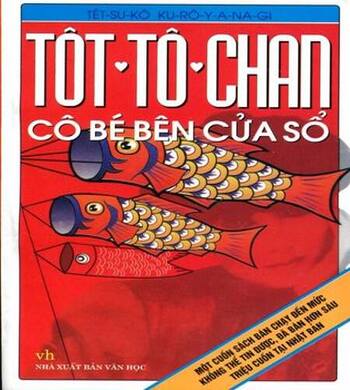 TÊT-SU-KÔ KU-RÔ-Y-A-NA-GI
TÔT♥TÔ♥CHAN
CÔ BÉ BÊN CỬA SỔ
MỘT CUỐN SÁCH BÁN CHẠY ĐẾN MỨC
KHÔNG THỂ TIN ĐƯỢC, ĐÃ BÁN HƠN SÁU
TRIỆU CUỐN TẠI NHẬT BẢN
vh
NHÀ XUẤT BẢN VĂN HỌC